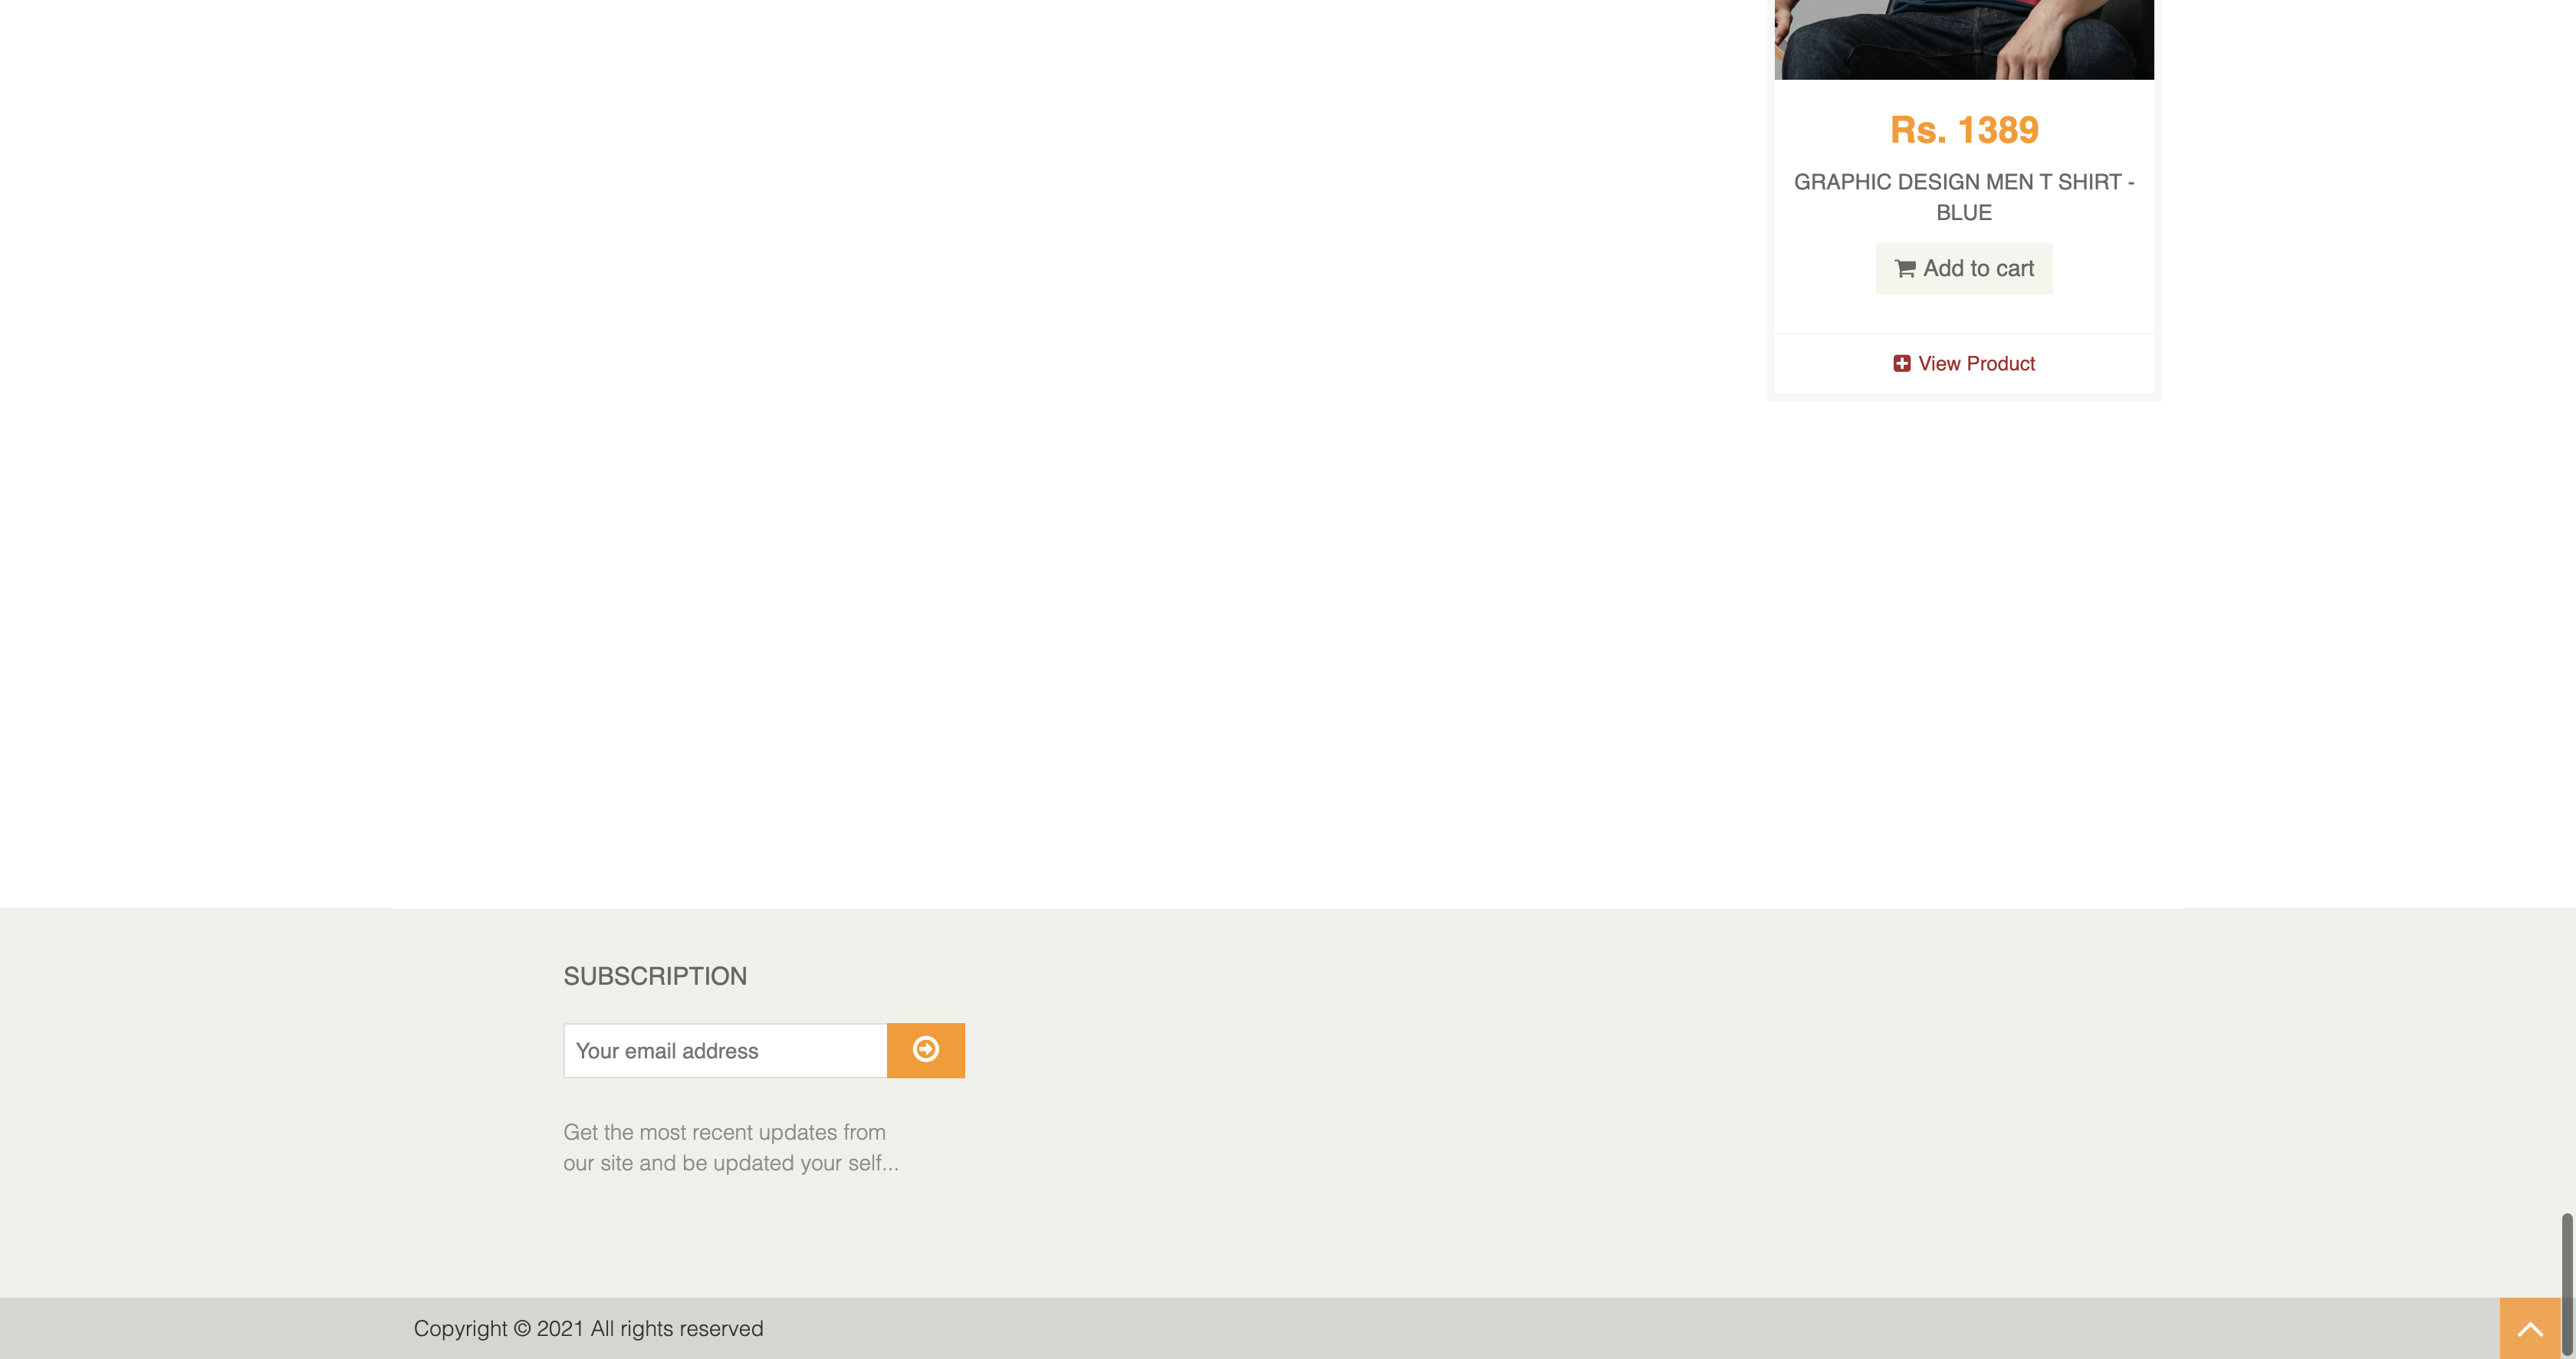 Rs. 1389
GRAPHIC DESIGN MEN T SHIRT -
BLUE
Add to cart
View Product
SUBSCRIPTION
Your email address
Get the most recent updates from
our site and be updated your self...
Copyright © 2021 All rights reserved